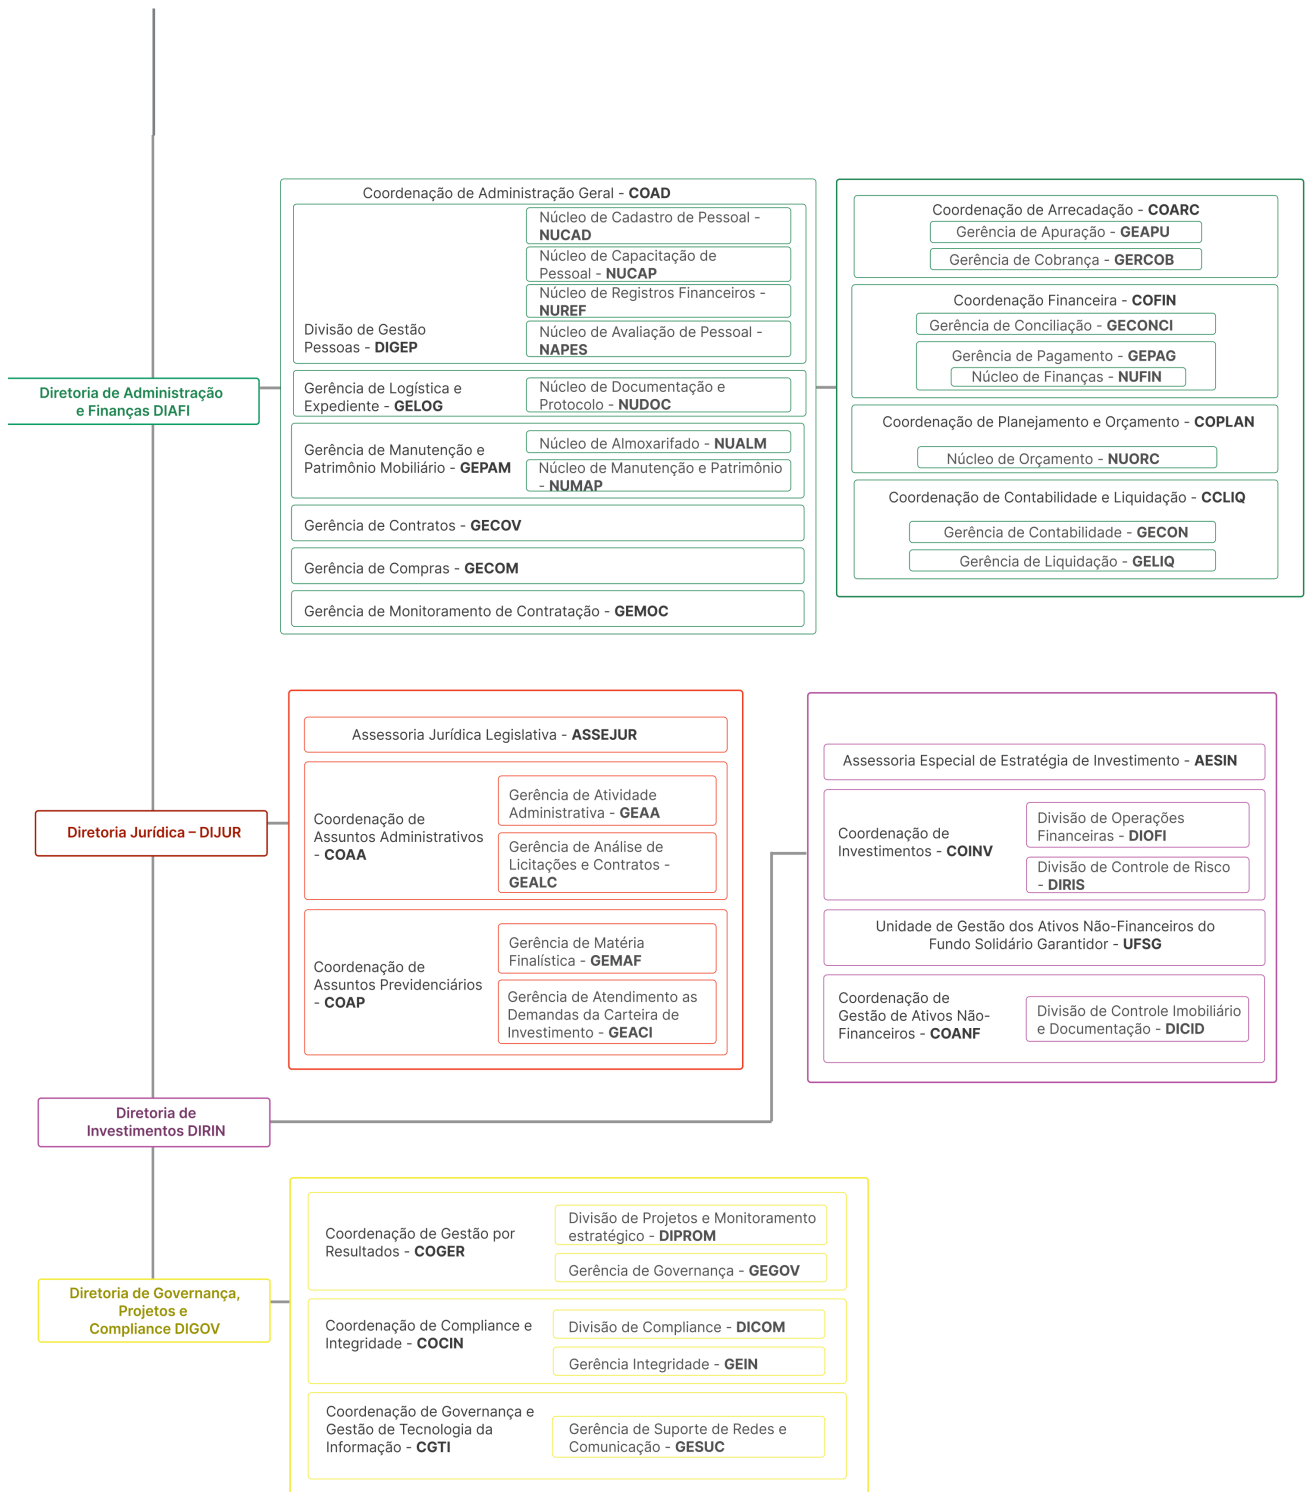 Diretoria de Administração
e Finanças DIAFI
Coordenação de Administração Geral - COAD
Divisão de Gestão
Pessoas - DIGEP
Núcleo de Cadastro de Pessoal -
NUCAD
Núcleo de Capacitação de
Pessoal - NUCAP
Núcleo de Registros Financeiros -
NUREF
Núcleo de Avaliação de Pessoal -
NAPES
Gerência de Logística e
Expediente - GELOG
Núcleo de Documentação e
Protocolo - NUDOC
Gerência de Manutenção e
Patrimônio Mobiliário - GEPAM
Núcleo de Almoxarifado - NUALM
Núcleo de Manutenção e Patrimônio
- NUMAP
Gerência de Contratos - GECOV
Gerência de Compras - GECOM
Gerência de Monitoramento de Contratação - GEMOC
Coordenação de Arrecadação - COARC
Gerência de Apuração - GEAPU
Gerência de Cobrança - GERCOB
Coordenação Financeira - COFIN
Gerência de Conciliação - GECONCI
Gerência de Pagamento - GEPAG
Núcleo de Finanças - NUFIN
Coordenação de Planejamento e Orçamento - COPLAN
Núcleo de Orçamento - NUORC
Coordenação de Contabilidade e Liquidação - CCLIQ
Gerência de Contabilidade - GECON
Gerência de Liquidação - GELIQ
Diretoria Jurídica – DIJUR
Assessoria Jurídica Legislativa - ASSEJUR
Coordenação de
Assuntos Administrativos
- COAA
Gerência de Atividade
Administrativa - GEAA
Gerência de Análise de
Licitações e Contratos -
GEALC
Coordenação de
Assuntos Previdenciários
- COAP
Gerência de Matéria
Finalística - GEMAF
Gerência de Atendimento as
Demandas da Carteira de
Investimento - GEACI
Diretoria de
Investimentos DIRIN
Assessoria Especial de Estratégia de Investimento - AESIN
Coordenação de
Investimentos - COINV
Divisão de Operações
Financeiras - DIOFI
Divisão de Controle de Risco
- DIRIS
Unidade de Gestão dos Ativos Não-Financeiros do
Fundo Solidário Garantidor - UFSG
Coordenação de
Gestão de Ativos Não-
Financeiros - COANF
Divisão de Controle Imobiliário
e Documentação - DICID
Diretoria de Governança,
Projetos e
Compliance DIGOV
Coordenação de Gestão por
Resultados - COGER
Divisão de Projetos e Monitoramento
estratégico - DIPROM
Gerência de Governança - GEGOV
Coordenação de Compliance e
Integridade - COCIN
Divisão de Compliance - DICOM
Gerência Integridade - GEIN
Coordenação de Governança e
Gestão de Tecnologia da
Informação - CGTI
Gerência de Suporte de Redes e
Comunicação - GESUC